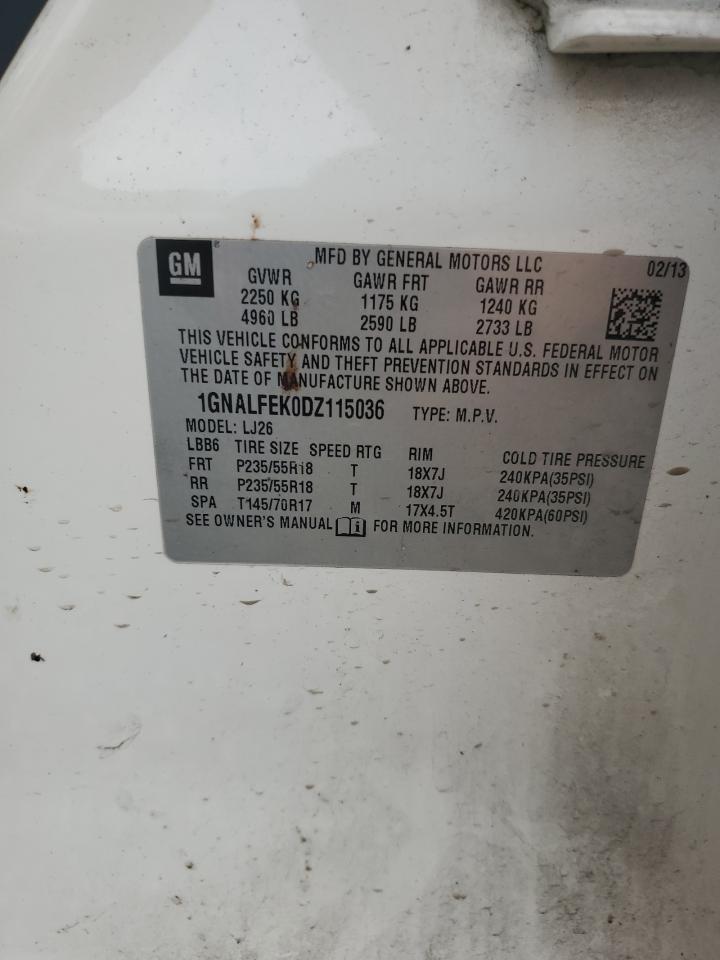 GM®
MFD BY GENERAL MOTORS LLC 02/13
GVWR GAWR FRT GAWR RR
2250 KG 1175 KG 1240 KG
4960 LB 2590 LB 2733 LB
THIS VEHICLE CONFORMS TO ALL APPLICABLE U.S. FEDERAL MOTOR
VEHICLE SAFETY AND THEFT PREVENTION STANDARDS IN EFFECT ON
THE DATE OF MANUFACTURE SHOWN ABOVE.
1GNALFEK0DZ115036 TYPE: M.P.V.
MODEL: LJ26
LBB6 TIRE SIZE SPEED RTG RIM COLD TIRE PRESSURE
FRT P235/55R18 T 18X7J 240KPA(35PSI)
RR P235/55R18 T 18X7J 240KPA(35PSI)
SPA T145/70R17 M 17X4.5T 420KPA(60PSI)
SEE OWNER'S MANUAL FOR MORE INFORMATION.